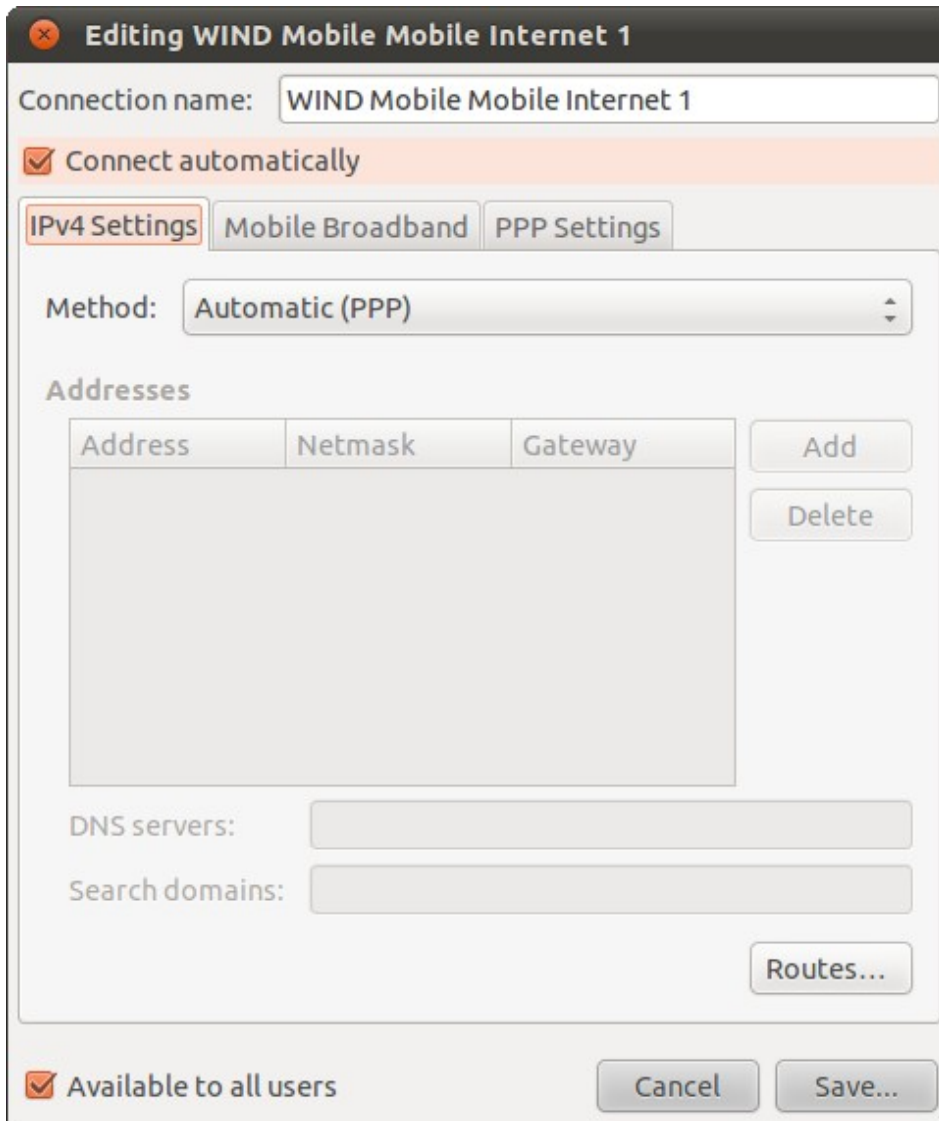 Editing WIND Mobile Mobile Internet 1
Connection name: WIND Mobile Mobile Internet 1
Connect automatically
IPv4 Settings Mobile Broadband PPP Settings
Method: Automatic (PPP)
Addresses
Address Netmask Gateway Add
Delete
DNS servers:
Search domains:
Routes...
Available to all users Cancel Save...